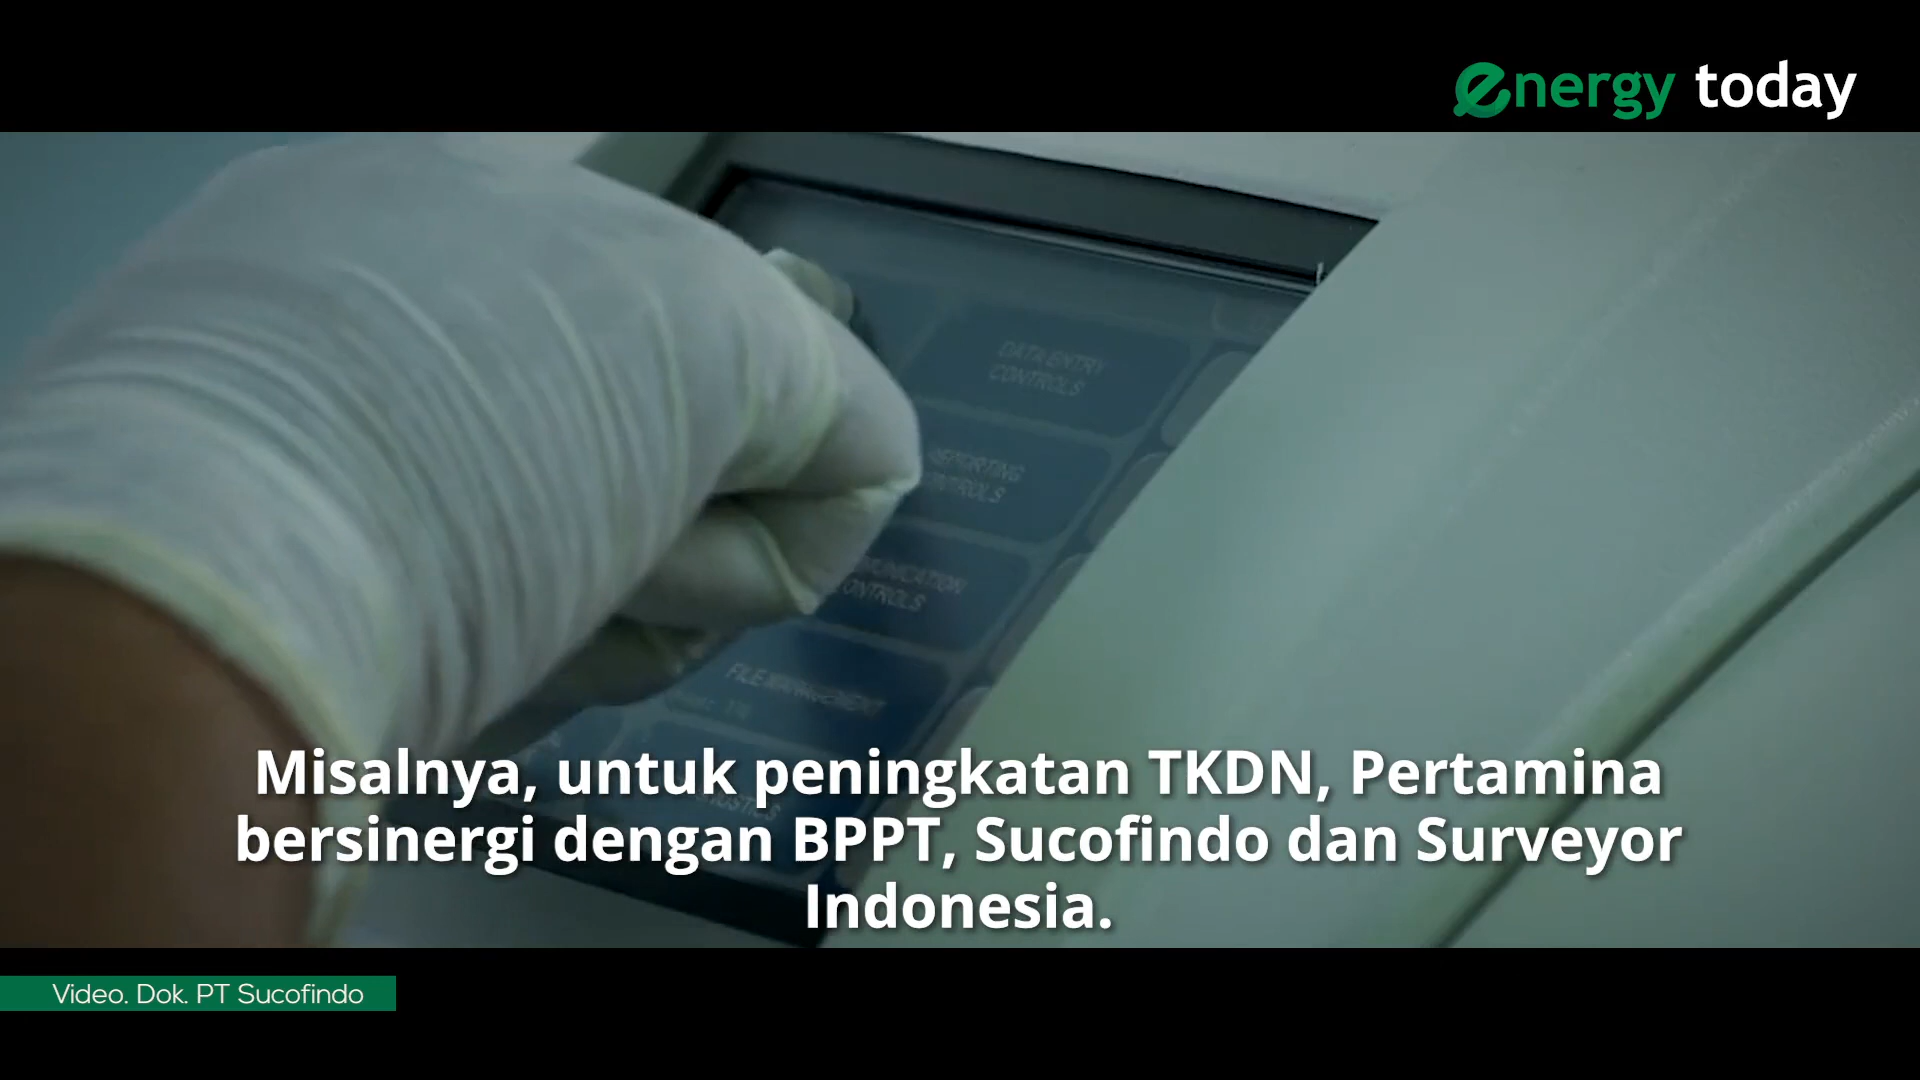 energy today
DATA ENTRY
CONTROLS
REPORTING
CONTROLS
FILE MANAGEMENT
Misalnya, untuk peningkatan TKDN, Pertamina
bersinergi dengan BPPT, Sucofindo dan Surveyor
Indonesia.
Video. Dok. PT Sucofindo